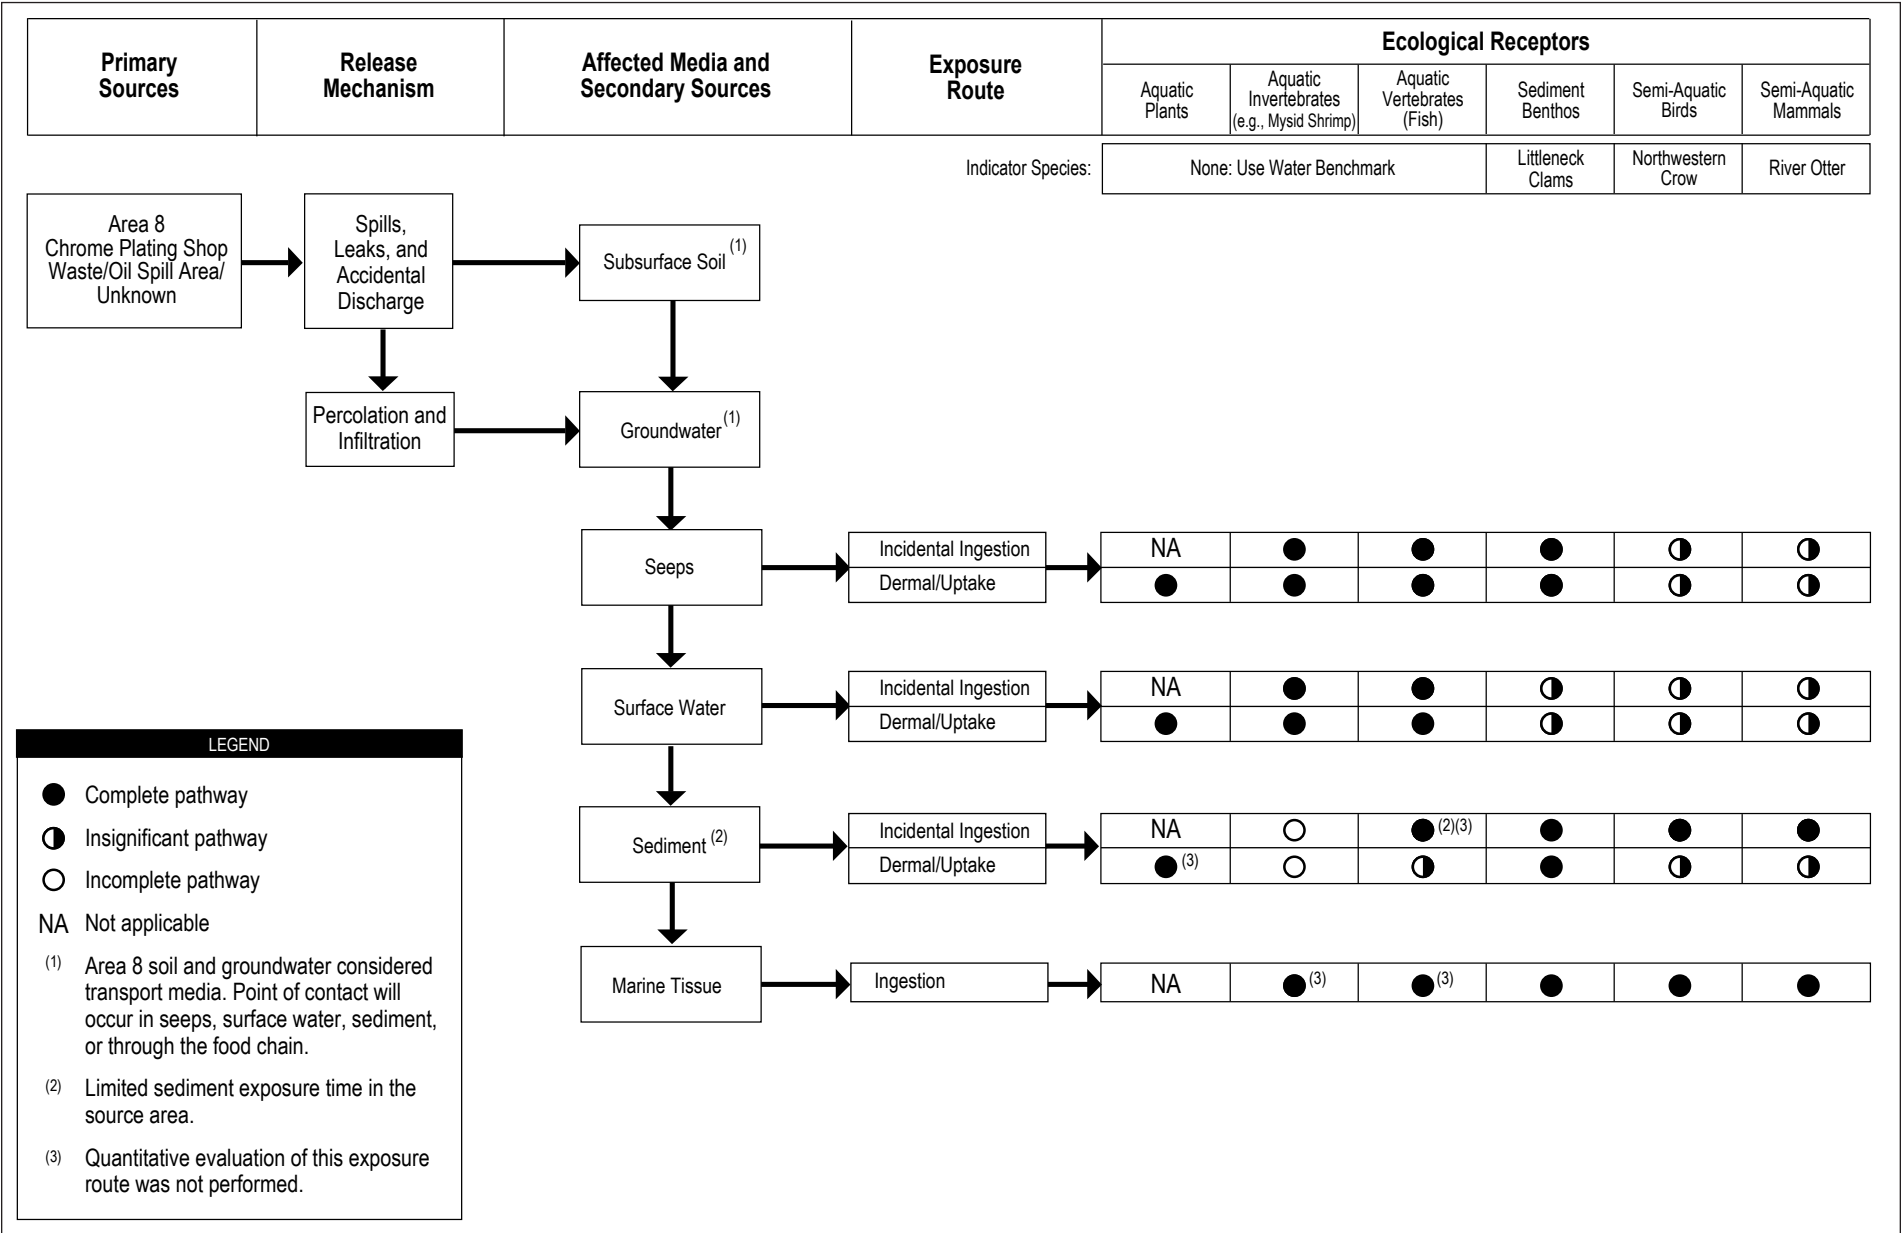 Primary
Sources
Release
Mechanism
Affected Media and
Secondary Sources
Exposure
Route
Ecological Receptors
Aquatic
Plants
Aquatic
Invertebrates
(e.g., Mysid Shrimp)
Aquatic
Vertebrates
(Fish)
Sediment
Benthos
Semi-Aquatic
Birds
Semi-Aquatic
Mammals
Indicator Species:
None: Use Water Benchmark
Littleneck
Clams
Northwestern
Crow
River Otter
Area 8
Chrome Plating Shop
Waste/Oil Spill Area/
Unknown
Spills,
Leaks, and
Accidental
Discharge
Subsurface Soil (1)
Percolation and
Infiltration
Groundwater (1)
Seeps
Incidental Ingestion
NA
Dermal/Uptake
Surface Water
Incidental Ingestion
NA
Dermal/Uptake
Sediment (2)
Incidental Ingestion
NA
(2)(3)
Dermal/Uptake
(3)
Marine Tissue
Ingestion
NA
(3)
(3)
LEGEND
Complete pathway
Insignificant pathway
Incomplete pathway
NA Not applicable
(1) Area 8 soil and groundwater considered
transport media. Point of contact will
occur in seeps, surface water, sediment,
or through the food chain.
(2) Limited sediment exposure time in the
source area.
(3) Quantitative evaluation of this exposure
route was not performed.